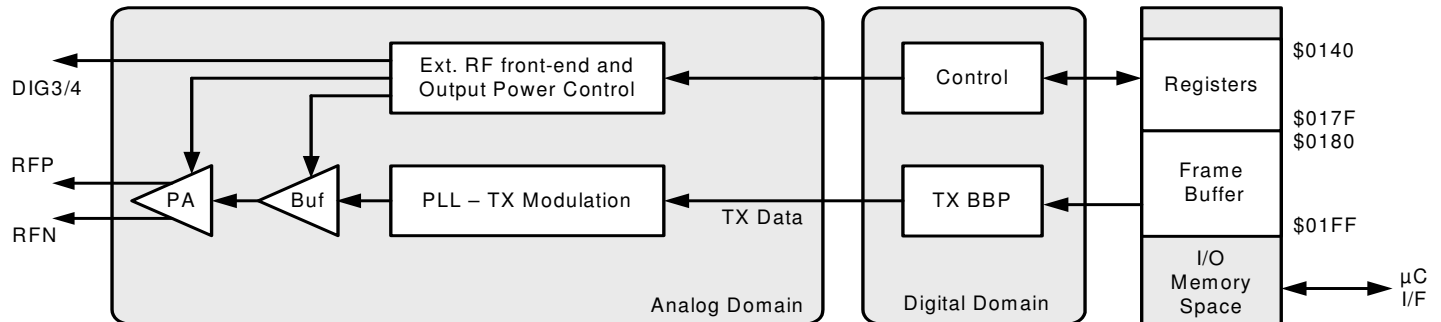 DIG3/4
RFP
RFN
Ext. RF front-end and
Output Power Control
PA
Buf
PLL – TX Modulation
TX Data
Analog Domain
Control
TX BBP
Digital Domain
Registers
Frame
Buffer
I/O
Memory
Space
$0140
$017F
$0180
$01FF
µC
I/F